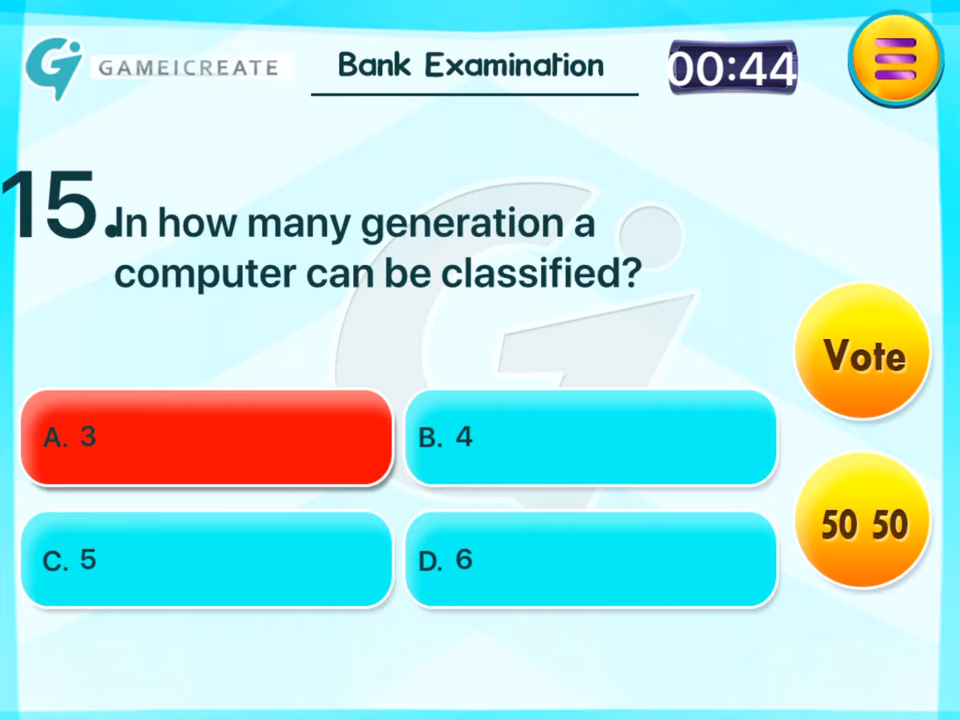 GAMEICREATE
Bank Examination
00:44
15.
In how many generation a
computer can be classified?
Vote
A. 3
B. 4
50 50
C. 5
D. 6